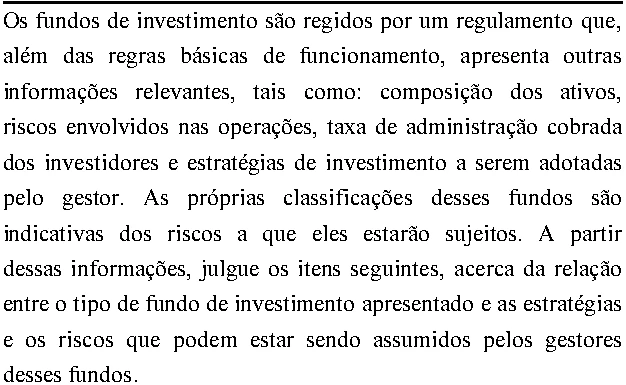 Os fundos de investimento são regidos por um regulamento que,
além das regras básicas de funcionamento, apresenta outras
informações relevantes, tais como: composição dos ativos,
riscos envolvidos nas operações, taxa de administração cobrada
dos investidores e estratégias de investimento a serem adotadas
pelo gestor. As próprias classificações desses fundos são
indicativas dos riscos a que eles estarão sujeitos. A partir
dessas informações, julgue os itens seguintes, acerca da relação
entre o tipo de fundo de investimento apresentado e as estratégias
e os riscos que podem estar sendo assumidos pelos gestores
desses fundos.